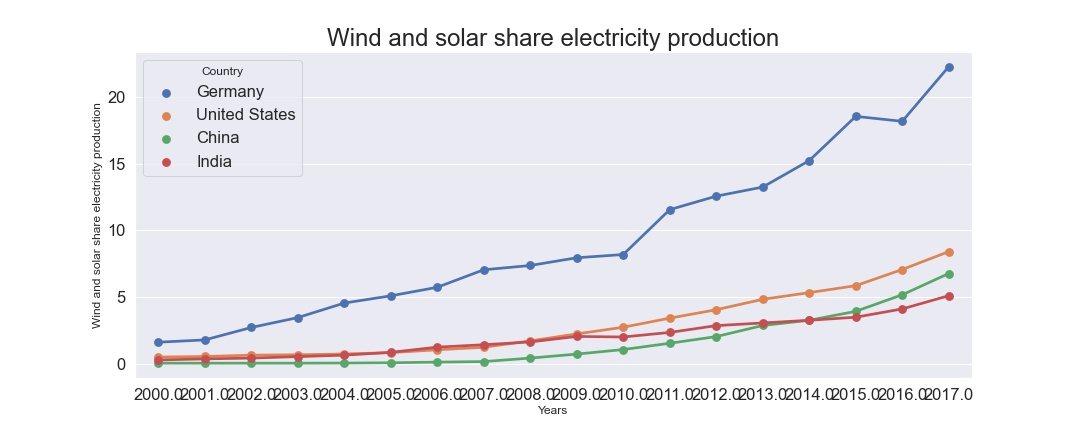 Wind and solar share electricity production
Country
Germany
United States
China
India
Wind and solar share electricity production
20
15
10
5
0
2000.0 2001.0 2002.0 2003.0 2004.0 2005.0 2006.0 2007.0 2008.0 2009.0 2010.0 2011.0 2012.0 2013.0 2014.0 2015.0 2016.0 2017.0
Years